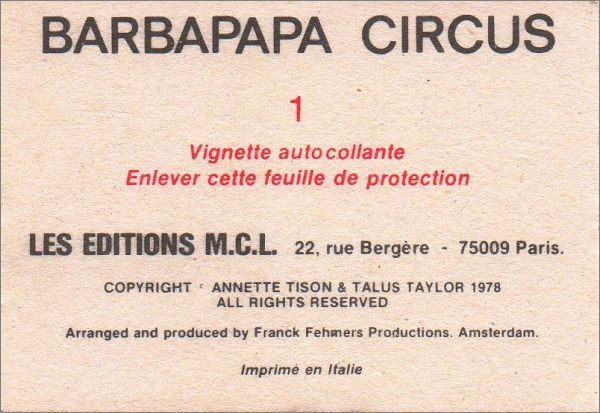 BARBAPAPA CIRCUS
1
Vignette autocollante
Enlever cette feuille de protection
LES EDITIONS M.C.L. 22, rue Bergère - 75009 Paris.
COPYRIGHT © ANNETTE TISON & TALUS TAYLOR 1978
ALL RIGHTS RESERVED
Arranged and produced by Franck Fehmers Productions. Amsterdam.
Imprimé en Italie